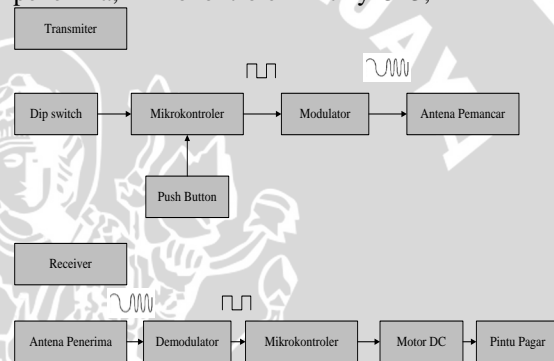 Transmiter
Dip switch
Mikrokontroler
Modulator
Antena Pemancar
Push Button
Receiver
Antena Penerima
Demodulator
Mikrokontroler
Motor DC
Pintu Pagar